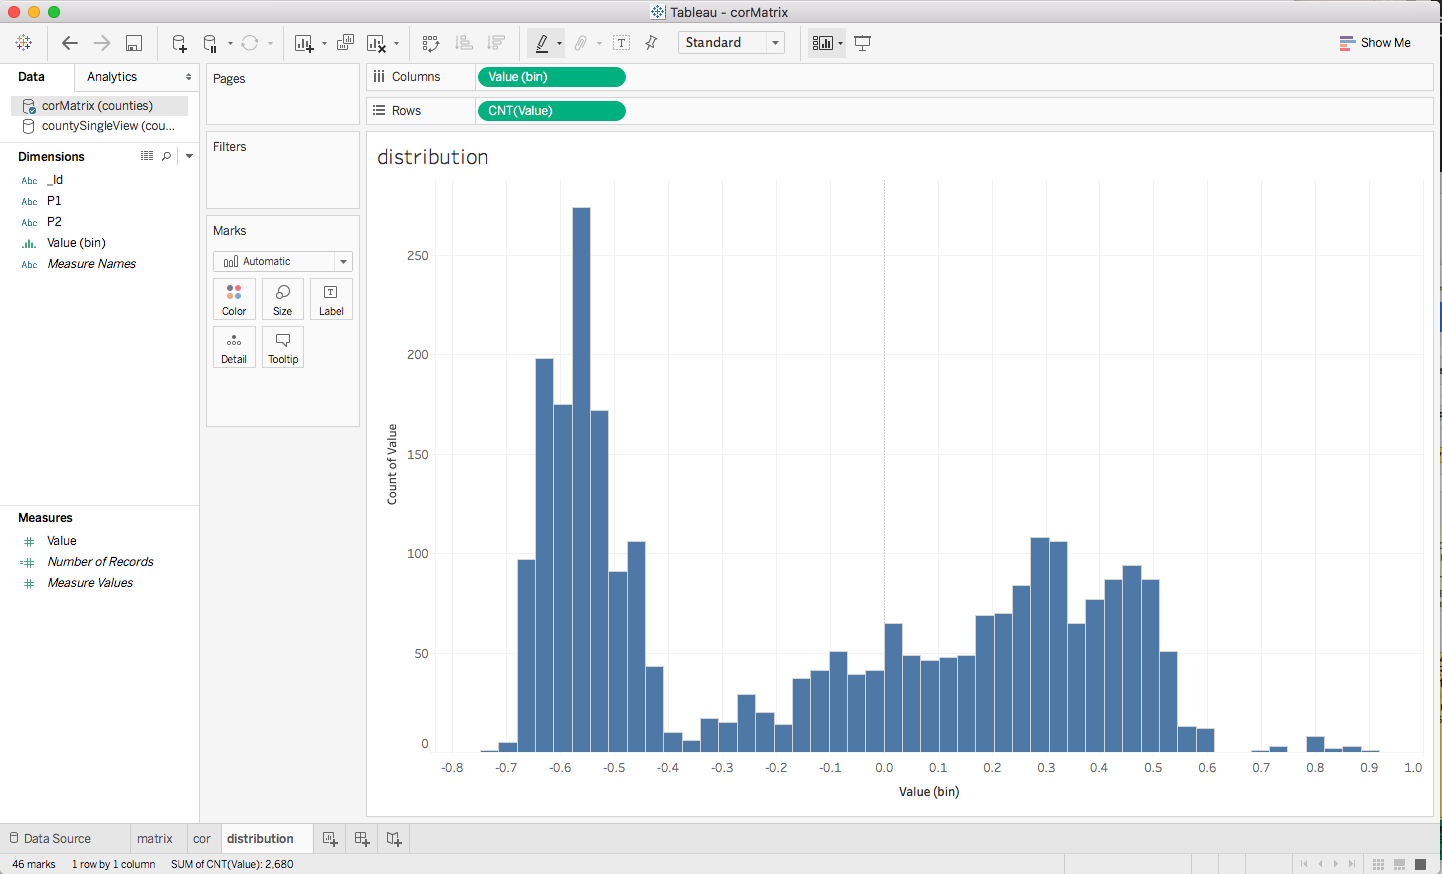 Tableau - corMatrix
Standard
Show Me
Data
Analytics
corMatrix (counties)
countySingleView (cou...
Dimensions
Abc _Id
Abc P1
Abc P2
Value (bin)
Abc Measure Names
Measures
Value
Number of Records
Measure Values
Pages
Filters
Marks
Automatic
Color
Size
Label
Detail
Tooltip
Columns
Value (bin)
Rows
CNT(Value)
distribution
Count of Value
250
200
150
100
50
0
-0.8 -0.7 -0.6 -0.5 -0.4 -0.3 -0.2 -0.1 0.0 0.1 0.2 0.3 0.4 0.5 0.6 0.7 0.8 0.9 1.0
Value (bin)
Data Source
matrix
cor
distribution
46 marks
1 row by 1 column
SUM of CNT(Value): 2,680